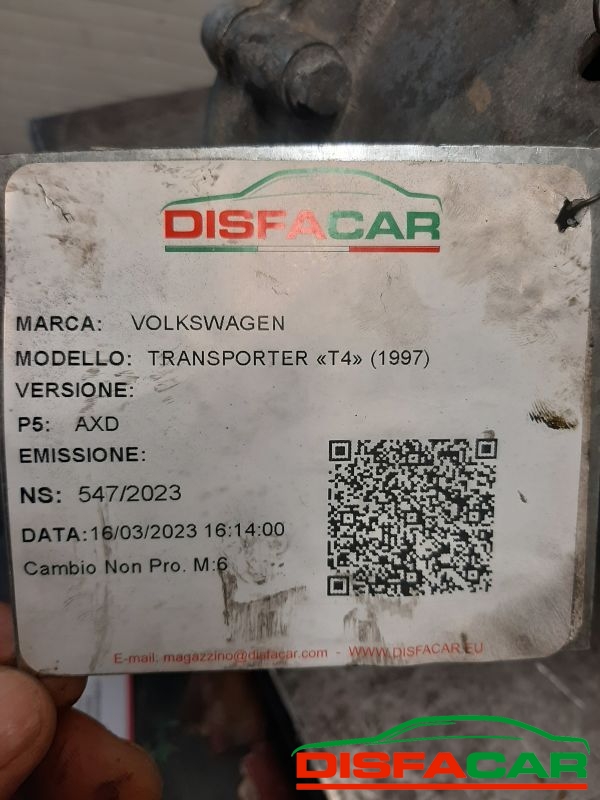 DISFACAR
MARCA: VOLKSWAGEN
MODELLO: TRANSPORTER «T4» (1997)
VERSIONE:
P5: AXD
EMISSIONE:
NS: 547/2023
DATA:16/03/2023 16:14:00
Cambio Non Pro. M:6
E-mail: magazzino@disfacar.com - WWW.DISFACAR.EU
DISFACAR